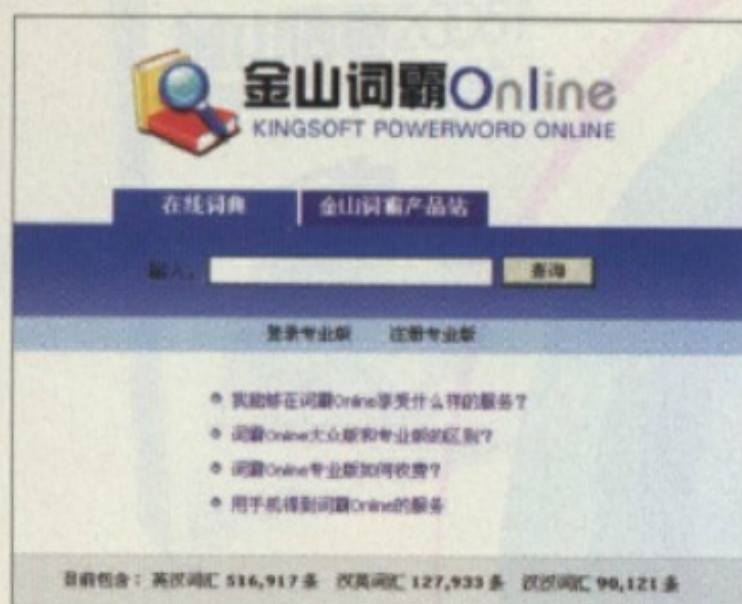 金山词霸Online
KINGSOFT POWERWORD ONLINE
在线词典 金山词霸产品站
输入: 查询
登录专业版 注册专业版
我能够在词霸Online享受什么样的服务?
词霸Online大众版和专业版的区别?
词霸Online专业版如何收费?
用手机得到词霸Online的服务
目前包含: 英汉词汇 516,917 条 汉英词汇 127,933 条 汉汉词汇 90,121 条